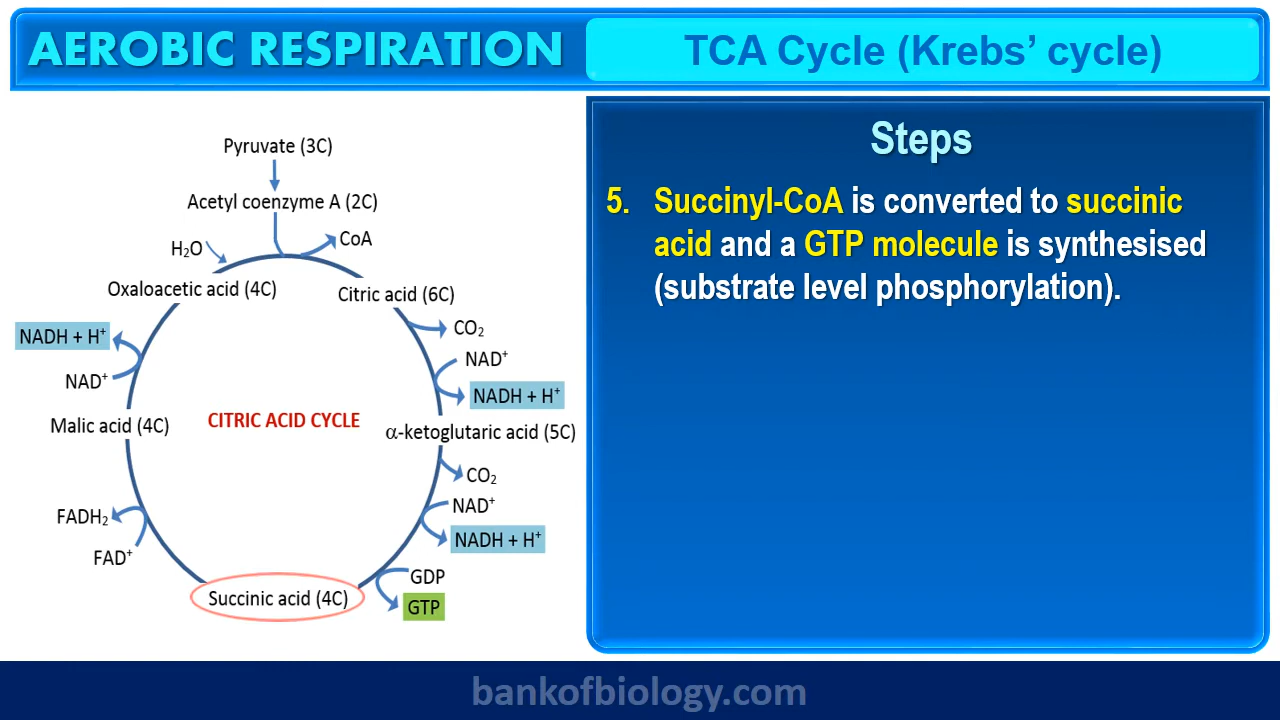 AEROBIC RESPIRATION
TCA Cycle (Krebs’ cycle)
Pyruvate (3C)
Acetyl coenzyme A (2C)
H₂O
CoA
Oxaloacetic acid (4C)
Citric acid (6C)
CO₂
NADH + H⁺
NAD⁺
NAD⁺
NADH + H⁺
Malic acid (4C)
CITRIC ACID CYCLE
α-ketoglutaric acid (5C)
CO₂
NAD⁺
FADH₂
NADH + H⁺
FAD⁺
GDP
Succinic acid (4C)
GTP
Steps
5. Succinyl-CoA is converted to succinic
acid and a GTP molecule is synthesised
(substrate level phosphorylation).
bankofbiology.com